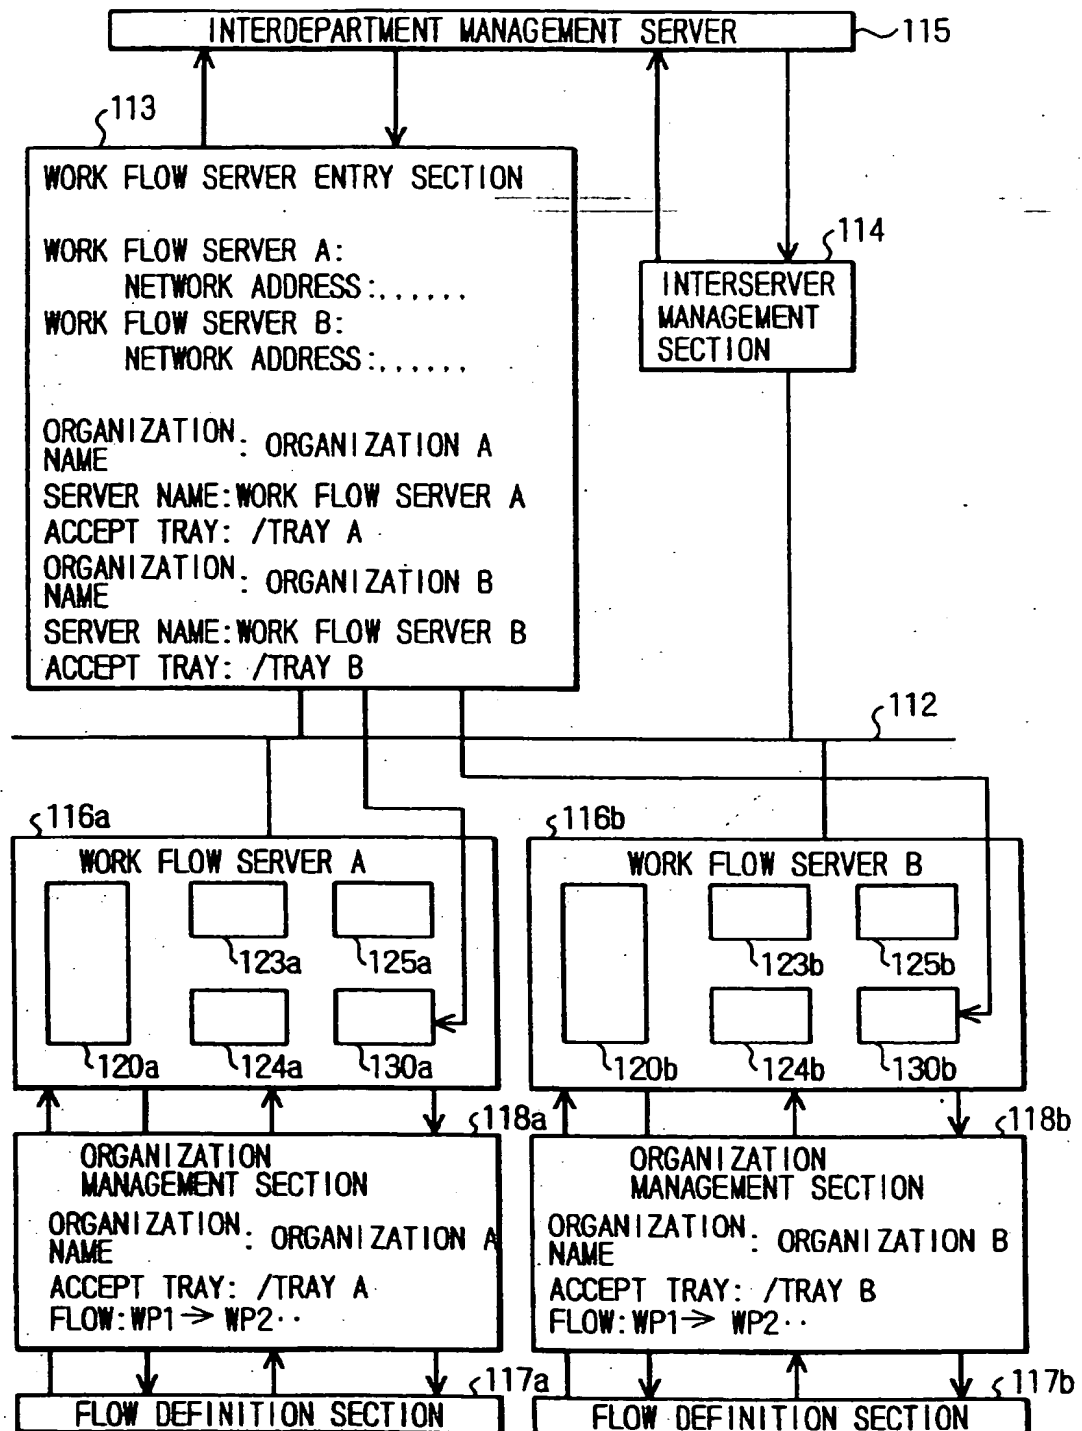 INTERDEPARTMENT MANAGEMENT SERVER
115
113
WORK FLOW SERVER ENTRY SECTION
WORK FLOW SERVER A:
NETWORK ADDRESS:......
WORK FLOW SERVER B:
NETWORK ADDRESS:......
ORGANIZATION
NAME : ORGANIZATION A
SERVER NAME:WORK FLOW SERVER A
ACCEPT TRAY: /TRAY A
ORGANIZATION
NAME : ORGANIZATION B
SERVER NAME:WORK FLOW SERVER B
ACCEPT TRAY: /TRAY B
114
INTERSERVER
MANAGEMENT
SECTION
112
116a
WORK FLOW SERVER A
123a
125a
120a
124a
130a
116b
WORK FLOW SERVER B
123b
125b
120b
124b
130b
118a
ORGANIZATION
MANAGEMENT SECTION
ORGANIZATION
NAME : ORGANIZATION A
ACCEPT TRAY: /TRAY A
FLOW:WP1→ WP2··
118b
ORGANIZATION
MANAGEMENT SECTION
ORGANIZATION
NAME : ORGANIZATION B
ACCEPT TRAY: /TRAY B
FLOW:WP1→ WP2··
117a
FLOW DEFINITION SECTION
117b
FLOW DEFINITION SECTION